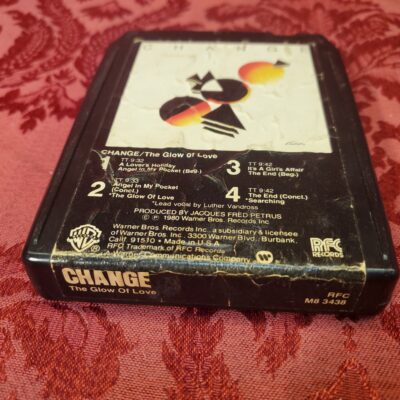 CHANGE
CHANGE/The Glow Of Love
1 TT 9:32
A Lover's Holiday
Angel In My Pocket (Beg.)
2 TT 9:33
Angel In My Pocket
(Concl.)
*The Glow Of Love
3 TT 9:42
It's A Girl's Affair
The End (Beg.)
4 TT 9:42
The End (Concl.)
*Searching
*Lead vocal by Luther Vandross
PRODUCED BY JACQUES FRED PETRUS
© ℗ 1980 Warner Bros. Records Inc.
Warner Bros. Records Inc., a subsidiary & licensee
of Warner Bros. Inc. 3300 Warner Blvd., Burbank,
Calif. 91510 • Made in U.S.A.
RFC Trademark of RFC Records
A Warner Communications Company
RFC
RECORDS
CHANGE
The Glow Of Love
RFC
M8 3438